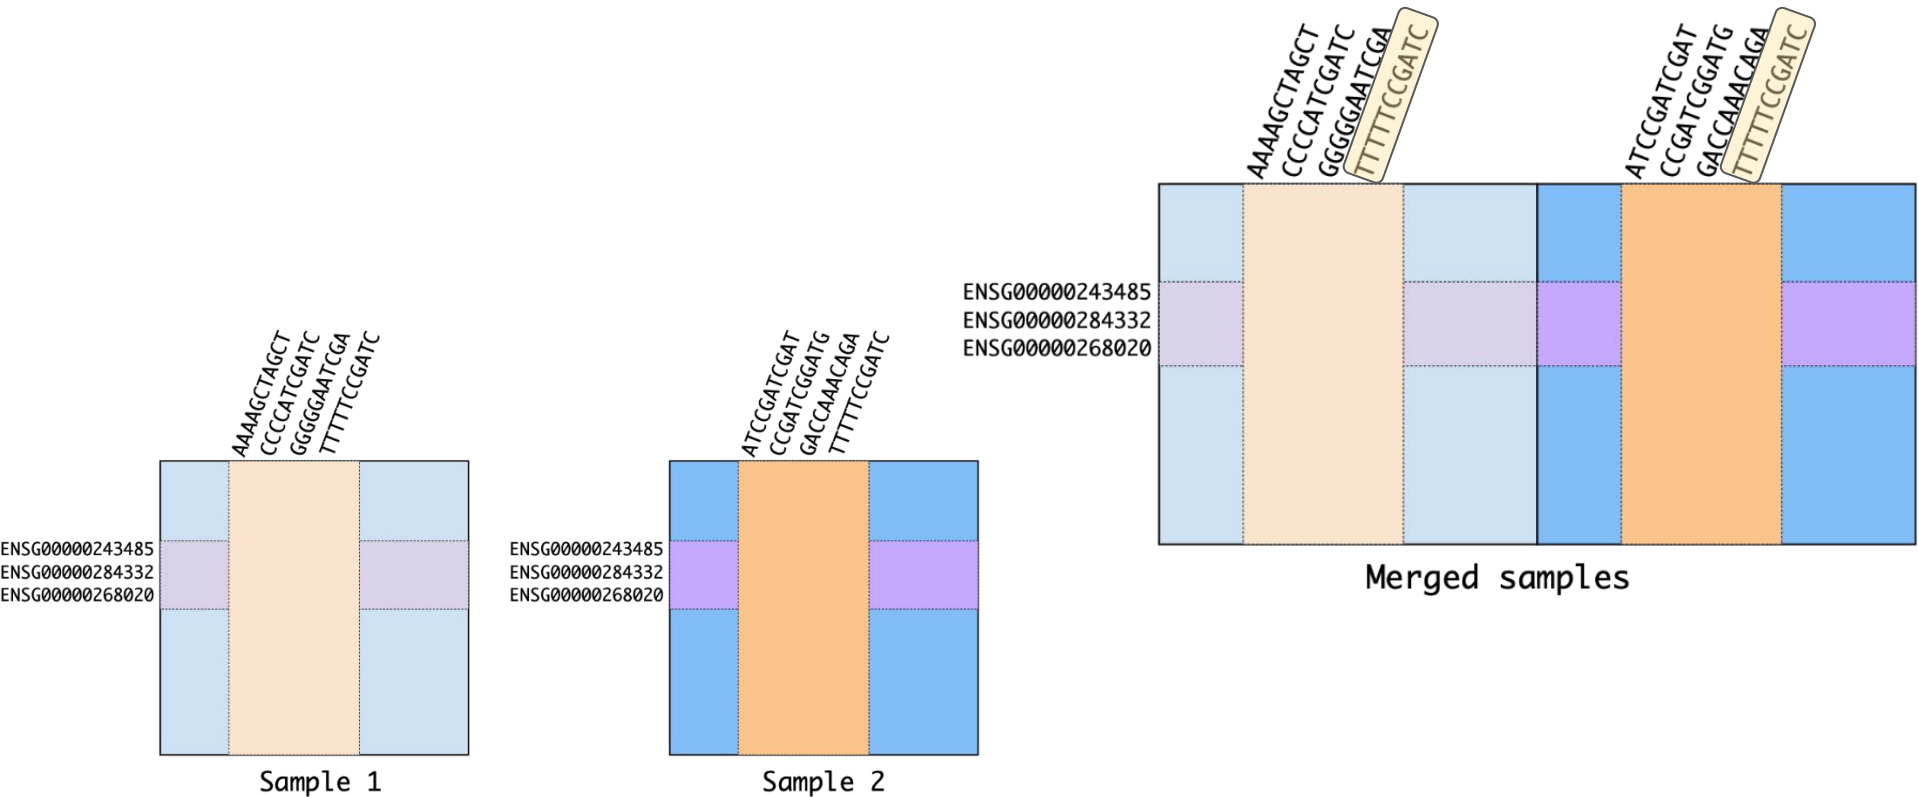 AAAAGCTAGCT
CCCCATCGATC
GGGGGAATCGA
TTTTTCCGATC
ENSG00000243485
ENSG00000284332
ENSG00000268020
Sample 1
ATCCGATCGAT
CCGATCGGATG
GACCAAACAGA
TTTTTCCGATC
ENSG00000243485
ENSG00000284332
ENSG00000268020
Sample 2
AAAAGCTAGCT
CCCCATCGATC
GGGGGAATCGA
TTTTTCCGATC
ATCCGATCGAT
CCGATCGGATG
GACCAAACAGA
TTTTTCCGATC
ENSG00000243485
ENSG00000284332
ENSG00000268020
Merged samples